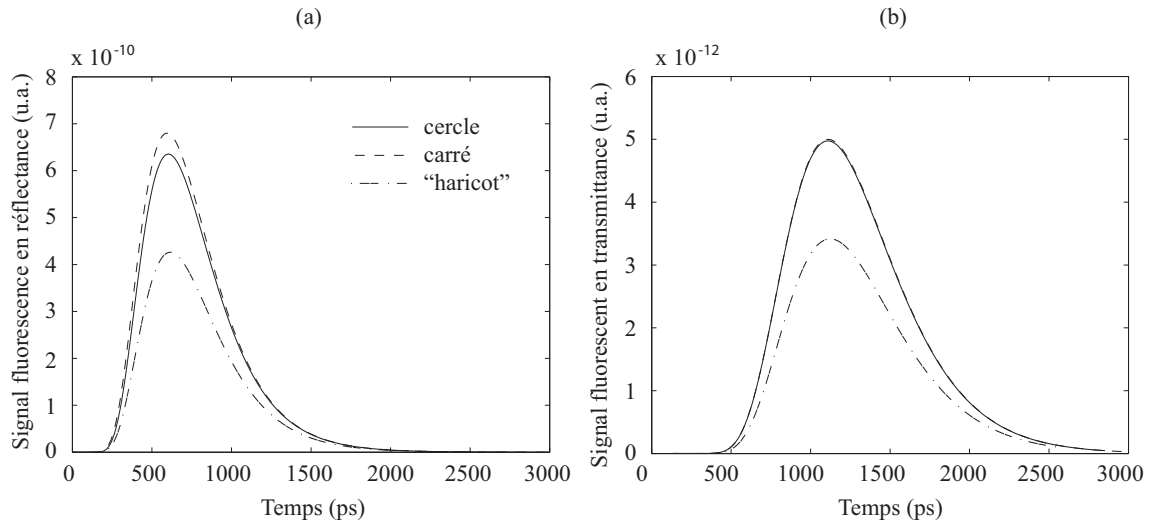 (a)
x 10⁻¹⁰
Signal fluorescence en réflectance (u.a.)
8
7
6
5
4
3
2
1
0
cercle
carré
“haricot”
0 500 1000 1500 2000 2500 3000
Temps (ps)
(b)
x 10⁻¹²
Signal fluorescent en transmittance (u.a.)
6
5
4
3
2
1
0
0 500 1000 1500 2000 2500 3000
Temps (ps)